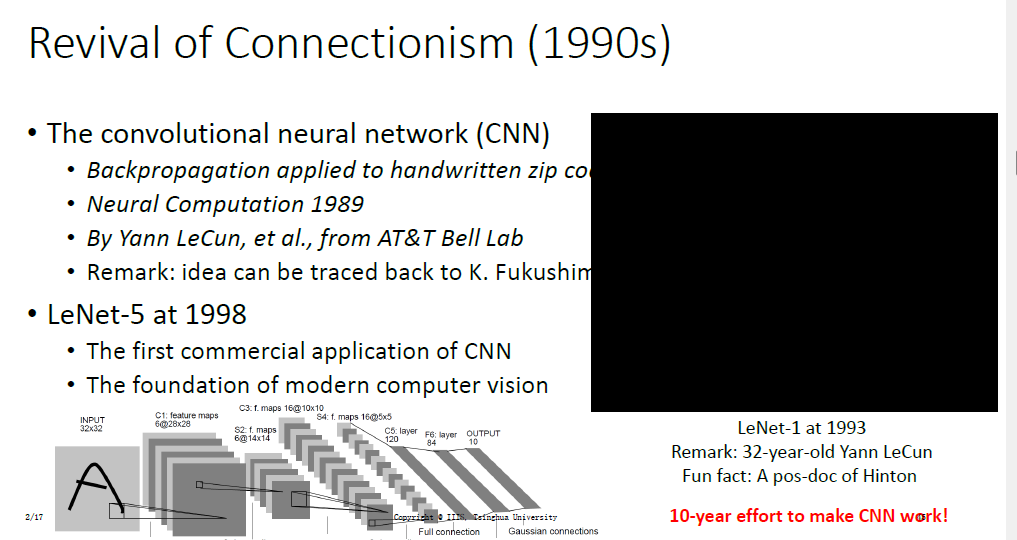 Revival of Connectionism (1990s)
• The convolutional neural network (CNN)
• Backpropagation applied to handwritten zip co
• Neural Computation 1989
• By Yann LeCun, et al., from AT&T Bell Lab
• Remark: idea can be traced back to K. Fukushim
• LeNet-5 at 1998
• The first commercial application of CNN
• The foundation of modern computer vision
INPUT
32x32
C1: feature maps
6@28x28
S2: f. maps
6@14x14
C3: f. maps 16@10x10
S4: f. maps 16@5x5
C5: layer
120
F6: layer
84
OUTPUT
10
Full connection
Gaussian connections
LeNet-1 at 1993
Remark: 32-year-old Yann LeCun
Fun fact: A pos-doc of Hinton
10-year effort to make CNN work!
2/17
Copyright © IIIS, Tsinghua University